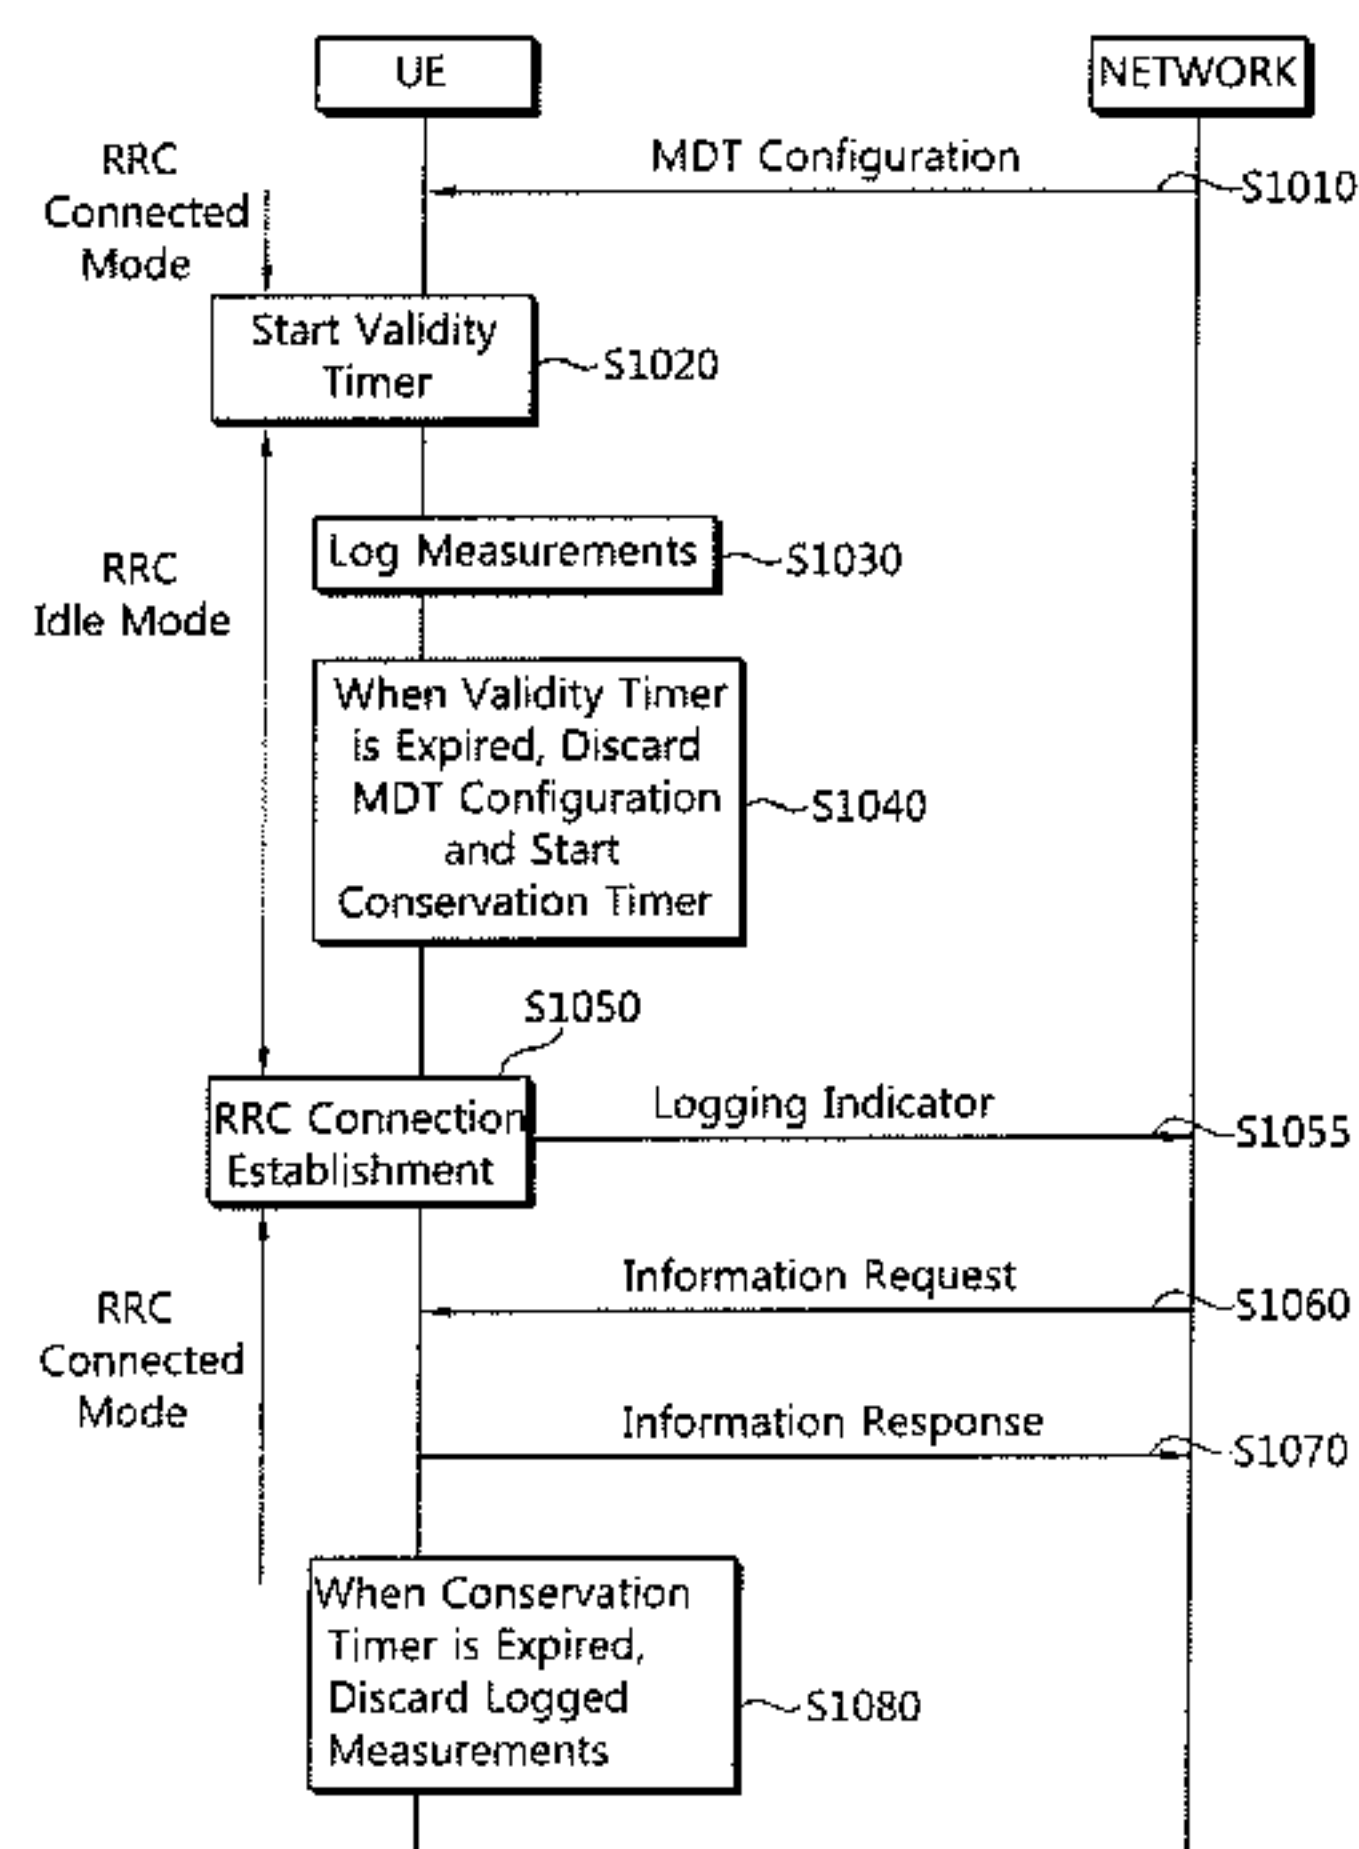 UE
NETWORK
MDT Configuration
S1010
RRC
Connected
Mode
Start Validity
Timer
S1020
Log Measurements
S1030
RRC
Idle Mode
When Validity Timer
is Expired, Discard
MDT Configuration
and Start
Conservation Timer
S1040
S1050
RRC Connection
Establishment
Logging Indicator
S1055
Information Request
S1060
RRC
Connected
Mode
Information Response
S1070
When Conservation
Timer is Expired,
Discard Logged
Measurements
S1080